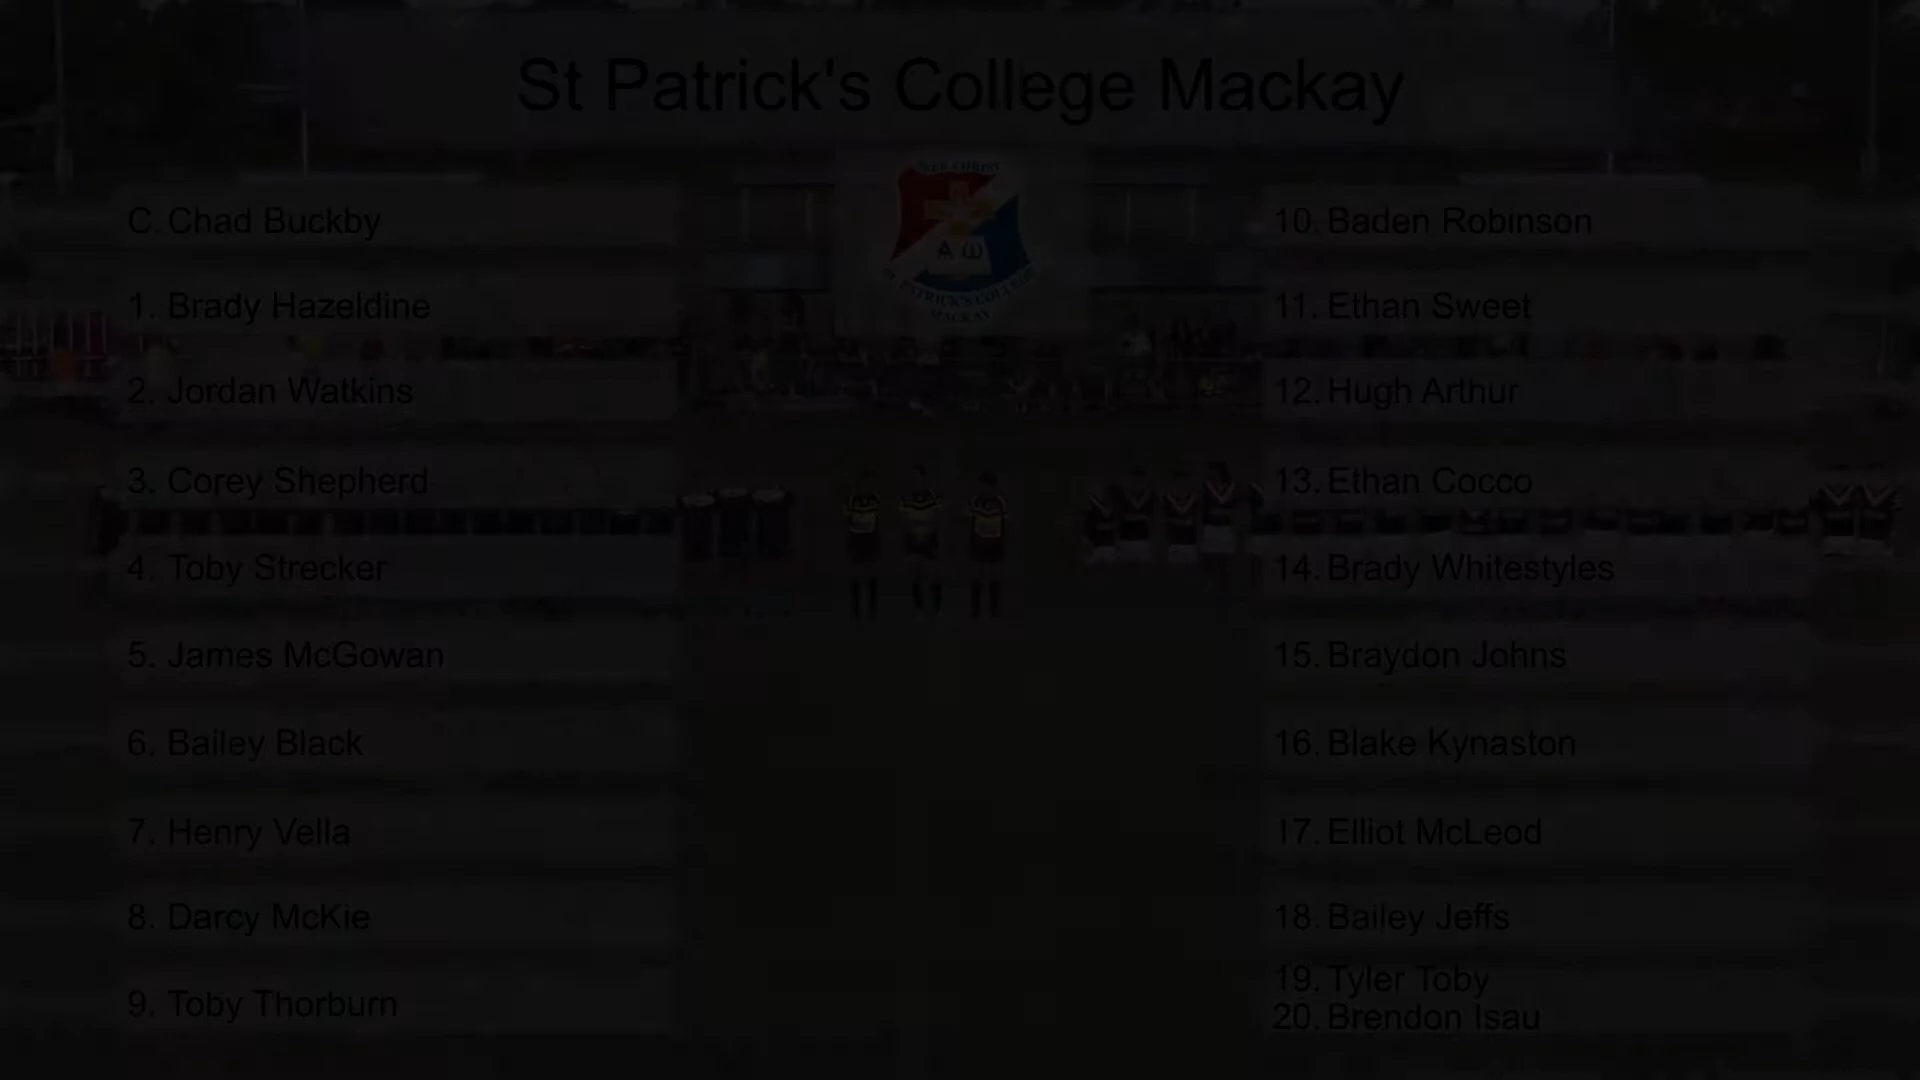 St Patrick's College Mackay
C. Chad Buckby
1. Brady Hazeldine
2. Jordan Watkins
3. Corey Shepherd
4. Toby Strecker
5. James McGowan
6. Bailey Black
7. Henry Vella
8. Darcy McKie
9. Toby Thorburn
A ω
PATRICK'S COLLEGE
MACKAY
10. Baden Robinson
11. Ethan Sweet
12. Hugh Arthur
13. Ethan Cocco
14. Brady Whitestyles
15. Braydon Johns
16. Blake Kynaston
17. Elliot McLeod
18. Bailey Jeffs
19. Tyler Toby
20. Brendon Isau